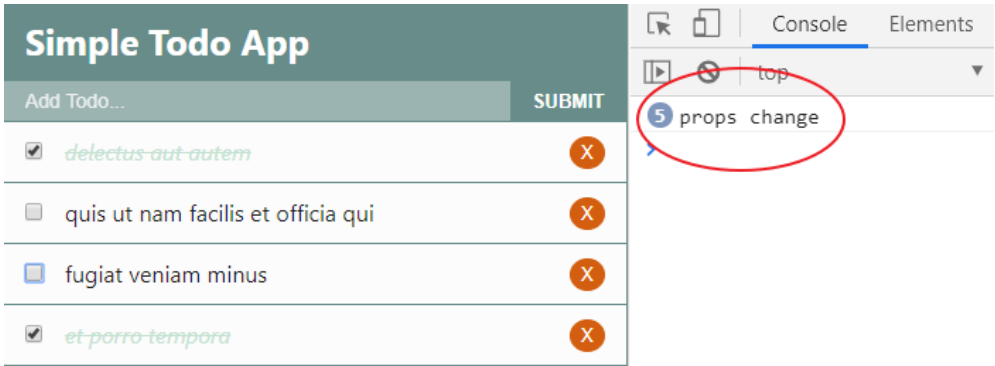 Simple Todo App
Add Todo...
SUBMIT
delectus aut autem
X
quis ut nam facilis et officia qui
X
fugiat veniam minus
X
et porro tempora
X
Console
Elements
top
5 props change